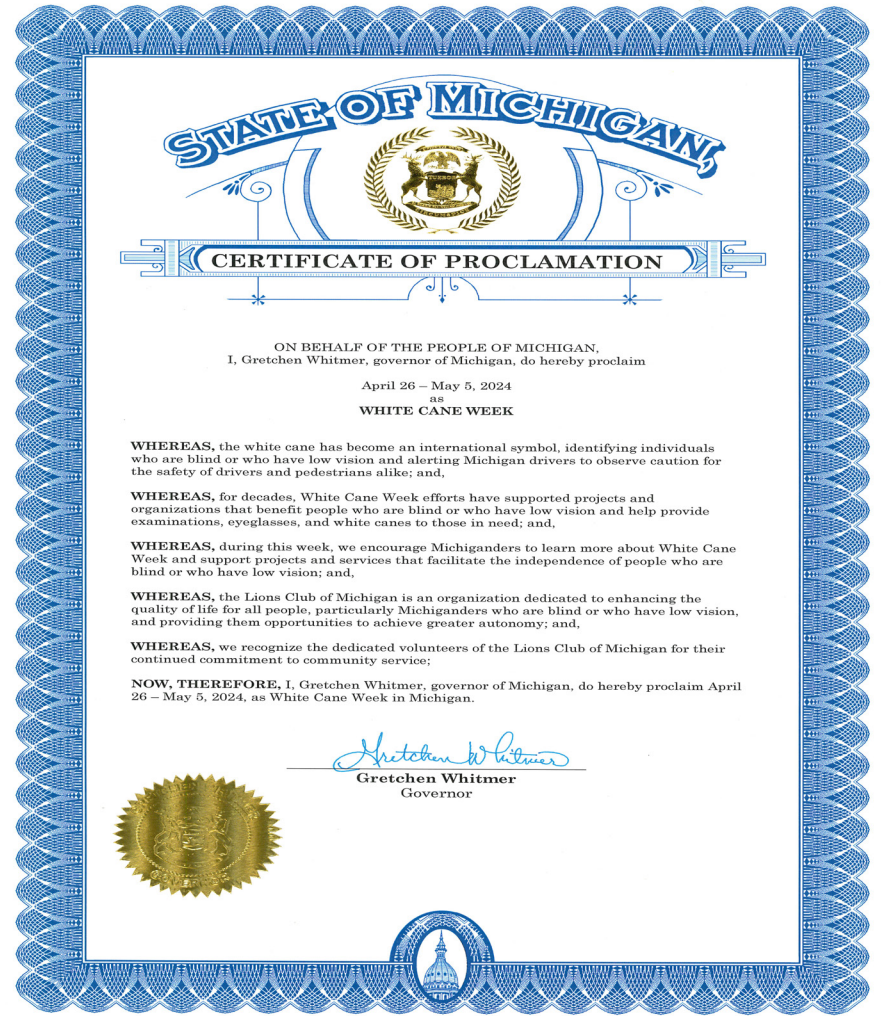 STATE OF MICHIGAN,
TUEBOR
CERTIFICATE OF PROCLAMATION
ON BEHALF OF THE PEOPLE OF MICHIGAN,
I, Gretchen Whitmer, governor of Michigan, do hereby proclaim
April 26 – May 5, 2024
as
WHITE CANE WEEK
WHEREAS, the white cane has become an international symbol, identifying individuals
who are blind or who have low vision and alerting Michigan drivers to observe caution for
the safety of drivers and pedestrians alike; and,
WHEREAS, for decades, White Cane Week efforts have supported projects and
organizations that benefit people who are blind or who have low vision and help provide
examinations, eyeglasses, and white canes to those in need; and,
WHEREAS, during this week, we encourage Michiganders to learn more about White Cane
Week and support projects and services that facilitate the independence of people who are
blind or who have low vision; and,
WHEREAS, the Lions Club of Michigan is an organization dedicated to enhancing the
quality of life for all people, particularly Michiganders who are blind or who have low vision,
and providing them opportunities to achieve greater autonomy; and,
WHEREAS, we recognize the dedicated volunteers of the Lions Club of Michigan for their
continued commitment to community service;
NOW, THEREFORE, I, Gretchen Whitmer, governor of Michigan, do hereby proclaim April
26 – May 5, 2024, as White Cane Week in Michigan.
Gretchen Whitmer
Gretchen Whitmer
Governor